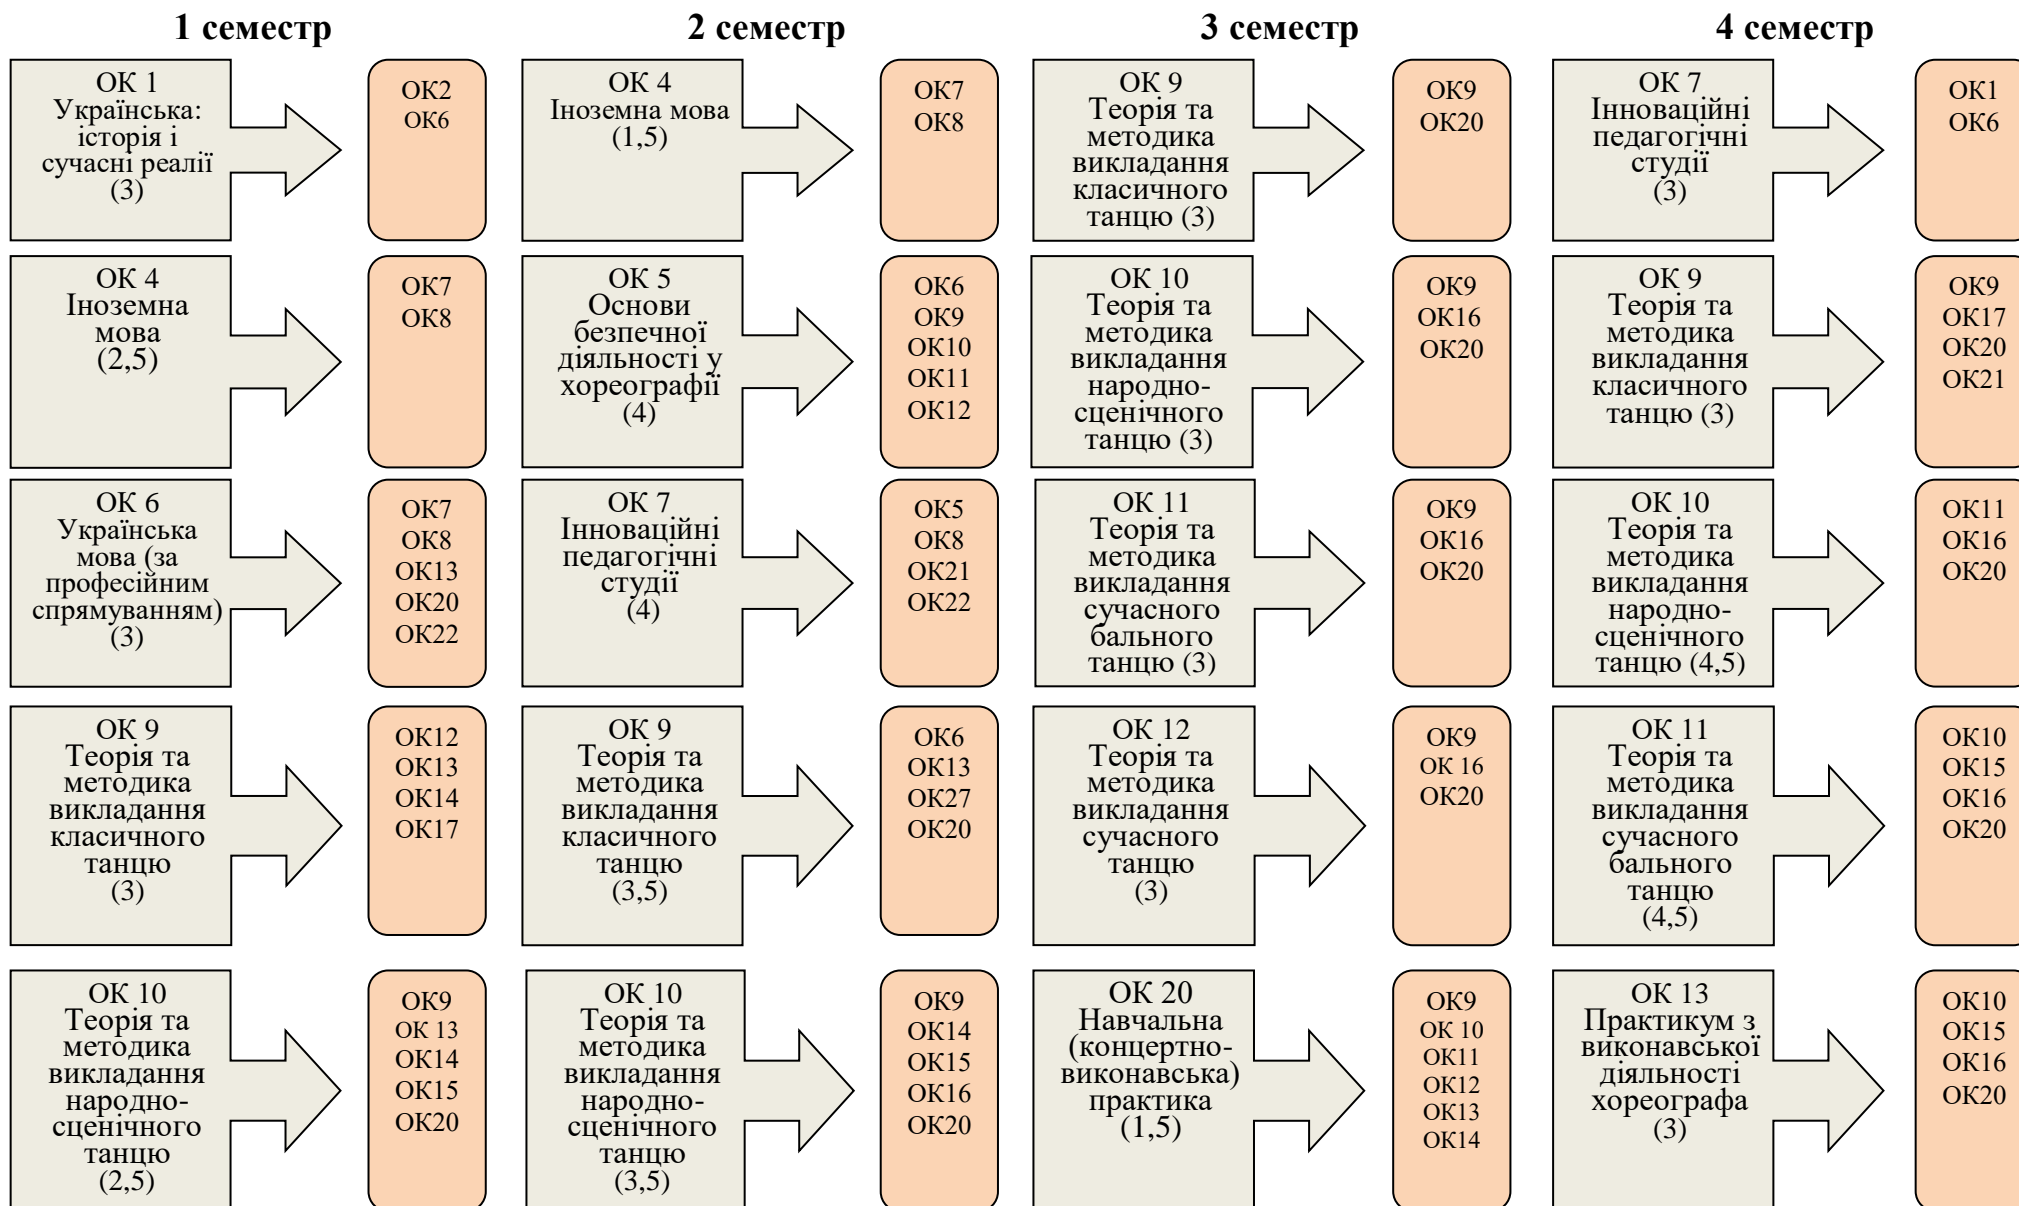 1 семестр
2 семестр
3 семестр
4 семестр
ОК 1
Українська:
історія і
сучасні реалії
(3)
ОК2
ОК6
ОК 4
Іноземна мова
(1,5)
ОК7
ОК8
ОК 9
Теорія та
методика
викладання
класичного
танцю (3)
ОК9
ОК20
ОК 7
Інноваційні
педагогічні
студії
(3)
ОК1
ОК6
ОК 4
Іноземна
мова
(2,5)
ОК7
ОК8
ОК 5
Основи
безпечної
діяльності у
хореографії
(4)
ОК6
ОК9
ОК10
ОК11
ОК12
ОК 10
Теорія та
методика
викладання
народно-
сценічного
танцю (3)
ОК9
ОК16
ОК20
ОК 9
Теорія та
методика
викладання
класичного
танцю (3)
ОК9
ОК17
ОК20
ОК21
ОК 6
Українська
мова (за
професійним
спрямуванням)
(3)
ОК7
ОК8
ОК13
ОК20
ОК22
ОК 7
Інноваційні
педагогічні
студії
(4)
ОК5
ОК8
ОК21
ОК22
ОК 11
Теорія та
методика
викладання
сучасного
бального
танцю (3)
ОК9
ОК16
ОК20
ОК 10
Теорія та
методика
викладання
народно-
сценічного
танцю (4,5)
ОК11
ОК16
ОК20
ОК 9
Теорія та
методика
викладання
класичного
танцю
(3)
ОК12
ОК13
ОК14
ОК17
ОК 9
Теорія та
методика
викладання
класичного
танцю
(3,5)
ОК6
ОК13
ОК27
ОК20
ОК 12
Теорія та
методика
викладання
сучасного
танцю
(3)
ОК9
ОК 16
ОК20
ОК 11
Теорія та
методика
викладання
сучасного
бального
танцю
(4,5)
ОК10
ОК15
ОК16
ОК20
ОК 10
Теорія та
методика
викладання
народно-
сценічного
танцю
(2,5)
ОК9
ОК 13
ОК14
ОК15
ОК20
ОК 10
Теорія та
методика
викладання
народно-
сценічного
танцю
(3,5)
ОК9
ОК14
ОК15
ОК16
ОК20
ОК 20
Навчальна
(концертно-
виконавська)
практика
(1,5)
ОК9
ОК 10
ОК11
ОК12
ОК13
ОК14
ОК 13
Практикум з
виконавської
діяльності
хореографа
(3)
ОК10
ОК15
ОК16
ОК20